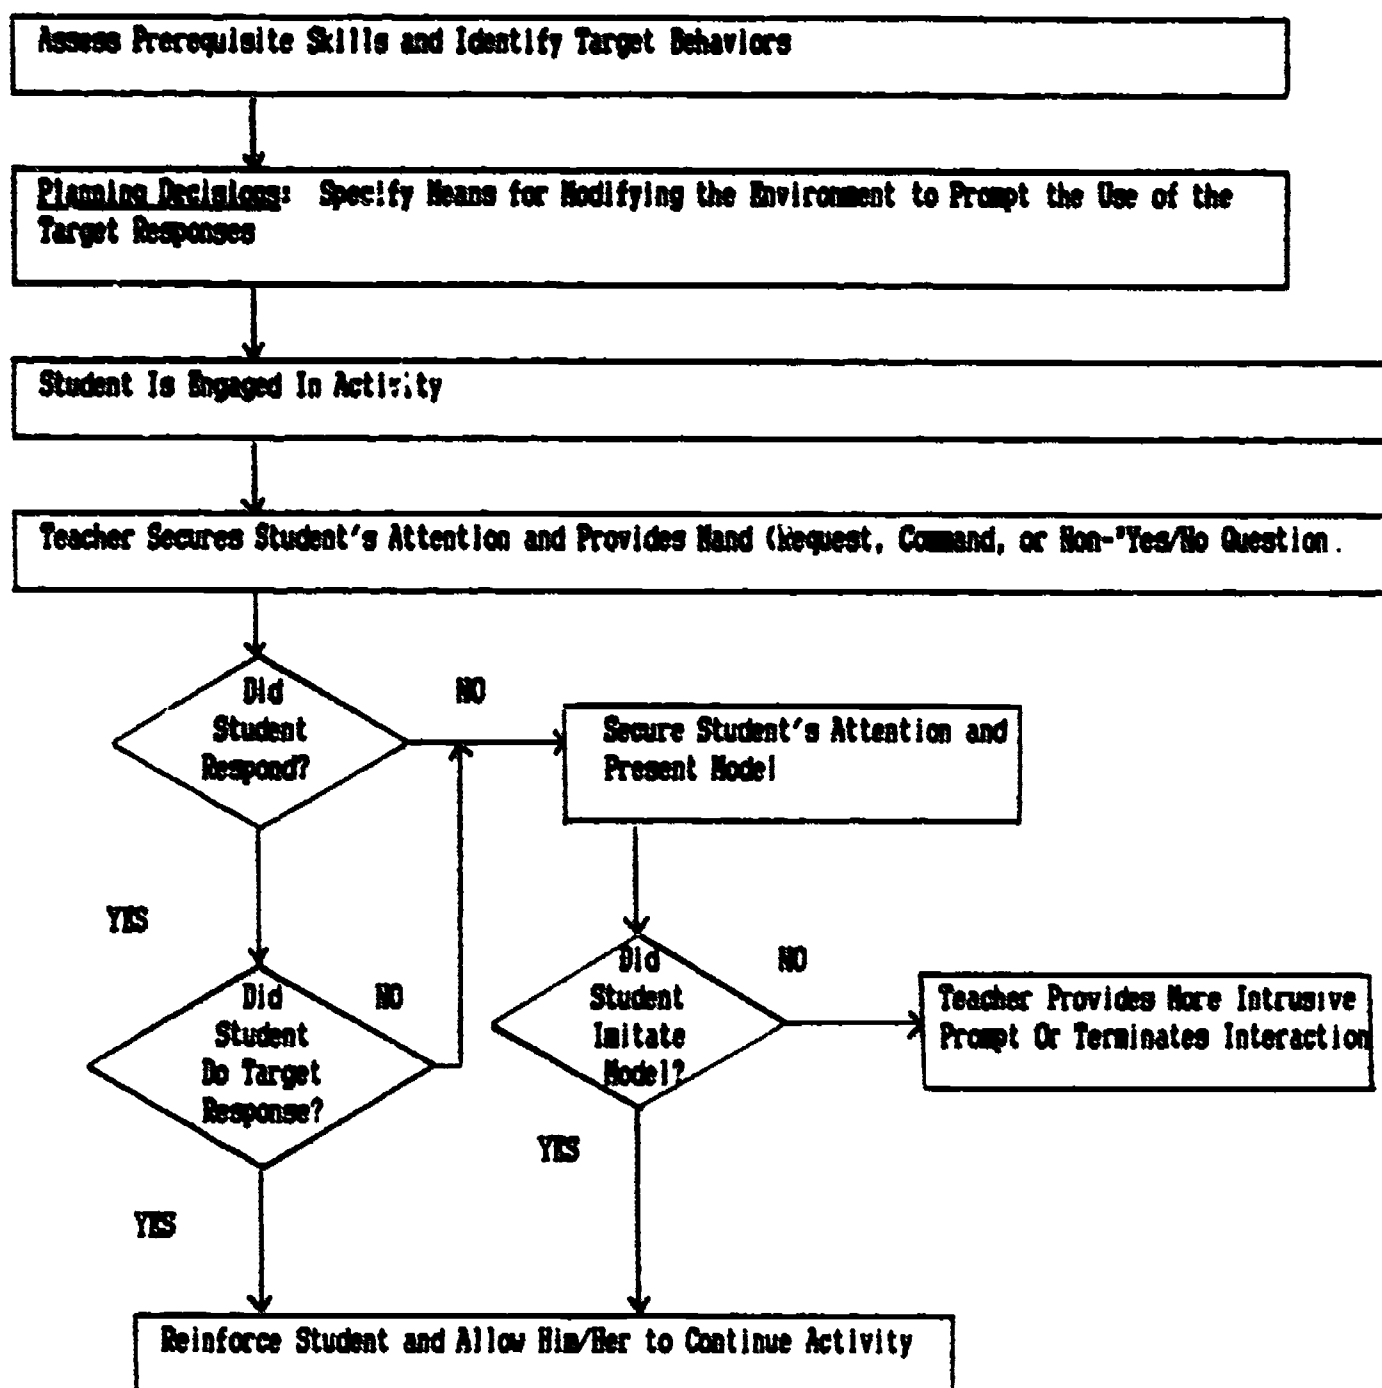 Assess Prerequisite Skills and Identify Target Behaviors
Planning Decisions: Specify Means for Modifying the Environment to Prompt the Use of the
Target Responses
Student Is Engaged In Activity
Teacher Secures Student's Attention and Provides Mand (Request, Command, or Non-"Yes/No Question.
Did
Student
Respond?
NO
Secure Student's Attention and
Present Model
YES
Did
Student
Do Target
Response?
NO
Did
Student
Imitate
Model?
NO
Teacher Provides More Intrusive
Prompt Or Terminates Interaction
YES
YES
Reinforce Student and Allow Him/Her to Continue Activity